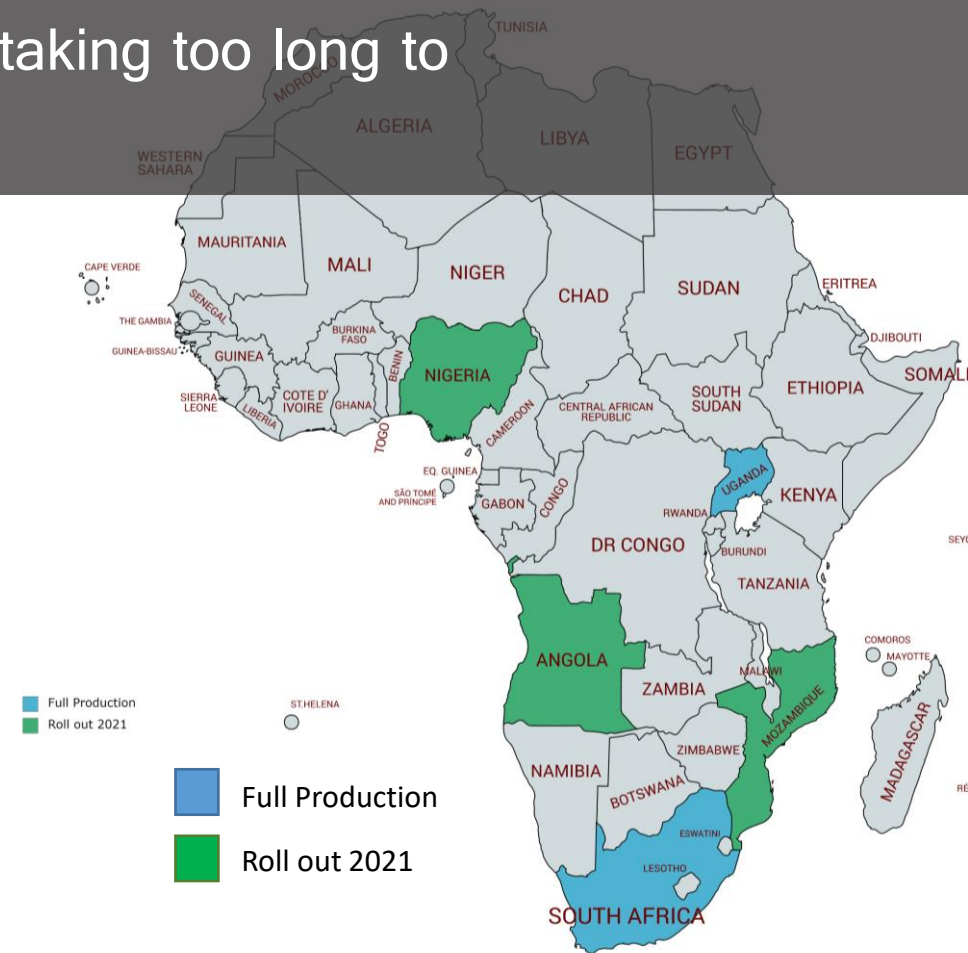 taking too long to
TUNISIA
MOROCCO
ALGERIA
LIBYA
EGYPT
WESTERN
SAHARA
MAURITANIA
MALI
NIGER
CHAD
SUDAN
ERITREA
CAPE VERDE
SENEGAL
THE GAMBIA
GUINEA-BISSAU
GUINEA
BURKINA
FASO
BENIN
NIGERIA
DJIBOUTI
SOMALI
ETHIOPIA
SOUTH
SUDAN
CENTRAL AFRICAN
REPUBLIC
SIERRA
LEONE
LIBERIA
COTE D'
IVOIRE
GHANA
TOGO
CAMEROON
EQ. GUINEA
SÃO TOMÉ
AND PRÍNCIPE
GABON
CONGO
UGANDA
KENYA
RWANDA
DR CONGO
BURUNDI
SEYC
TANZANIA
COMOROS
MAYOTTE
ANGOLA
ZAMBIA
MALAWI
MOZAMBIQUE
MADAGASCAR
Full Production
Roll out 2021
ST.HELENA
NAMIBIA
BOTSWANA
ZIMBABWE
RÉ
Full Production
Roll out 2021
ESWATINI
LESOTHO
SOUTH AFRICA